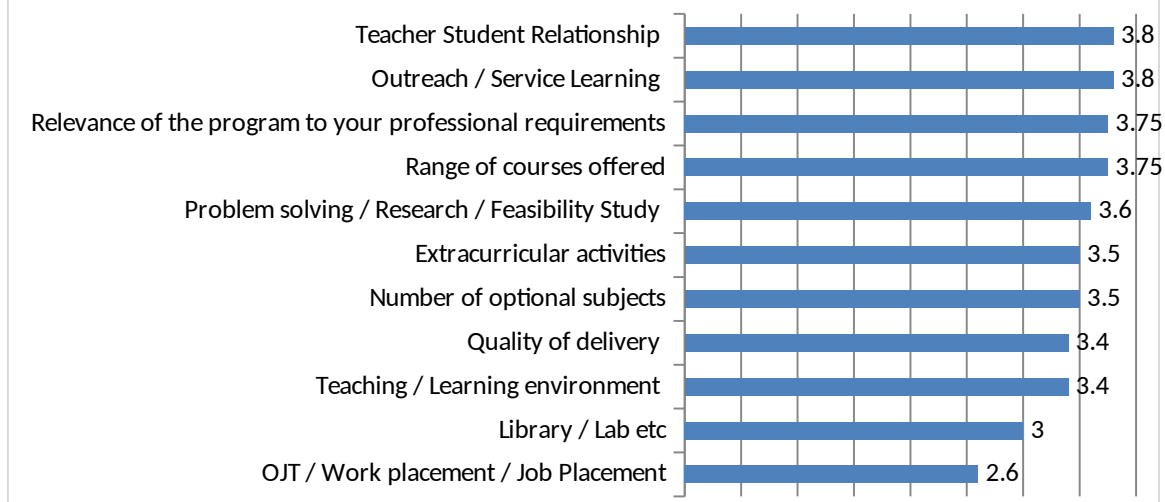 Teacher Student Relationship 3.8
Outreach / Service Learning 3.8
Relevance of the program to your professional requirements 3.75
Range of courses offered 3.75
Problem solving / Research / Feasibility Study 3.6
Extracurricular activities 3.5
Number of optional subjects 3.5
Quality of delivery 3.4
Teaching / Learning environment 3.4
Library / Lab etc 3
OJT / Work placement / Job Placement 2.6